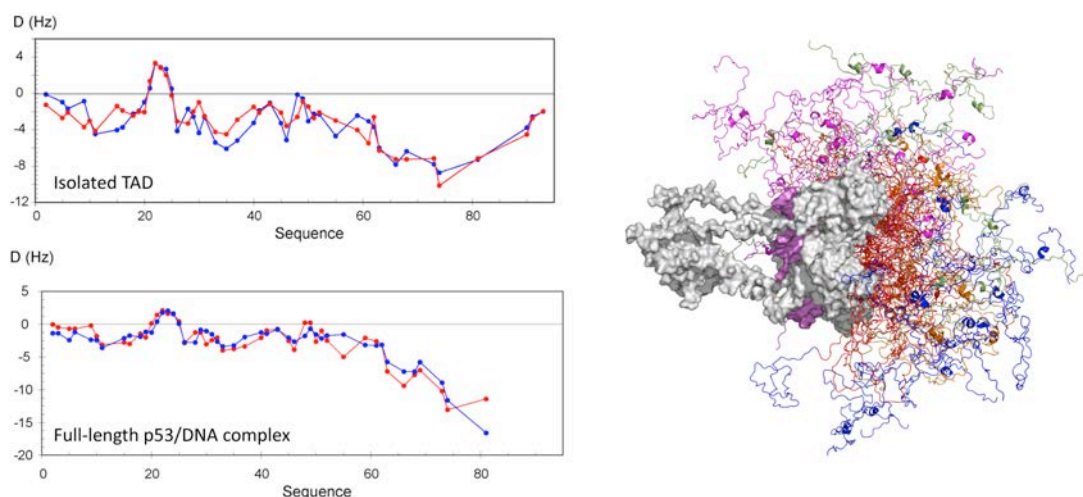 D (Hz)
4
0
-4
-8
-12
Isolated TAD
0 20 40 60 80
Sequence
D (Hz)
5
0
-5
-10
-15
-20
Full-length p53/DNA complex
0 20 40 60 80
Sequence